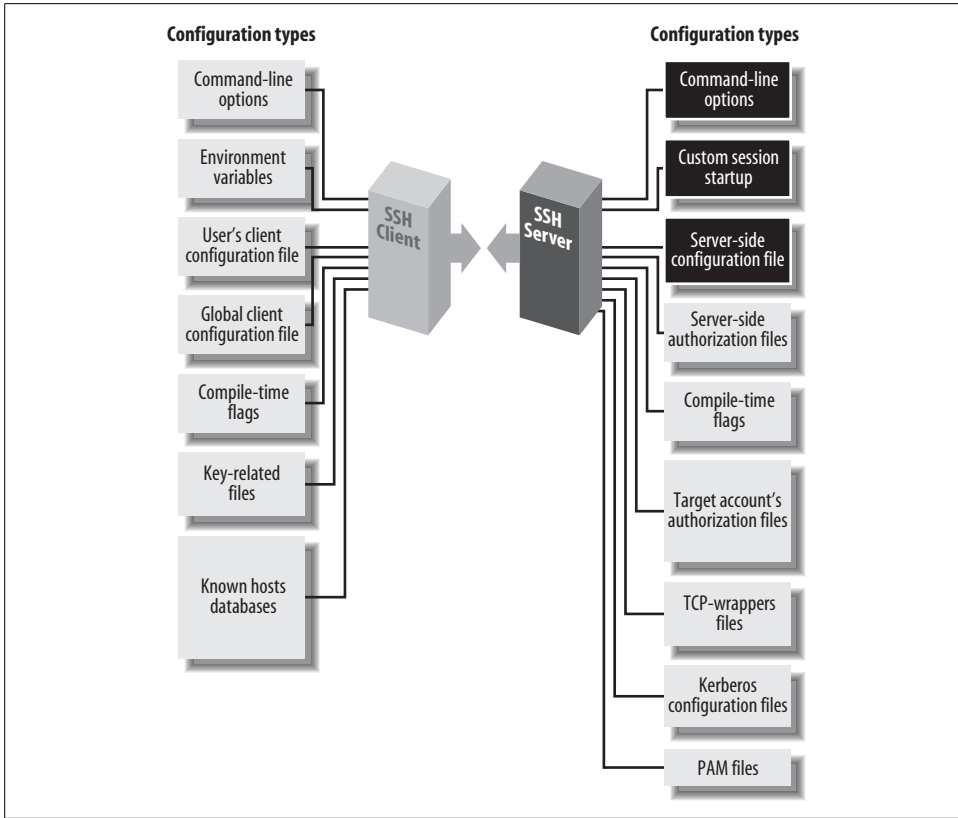 Configuration types
Command-line
options
Environment
variables
User's client
configuration file
Global client
configuration file
Compile-time
flags
Key-related
files
Known hosts
databases
SSH
Client
SSH
Server
Configuration types
Command-line
options
Custom session
startup
Server-side
configuration file
Server-side
authorization files
Compile-time
flags
Target account's
authorization files
TCP-wrappers
files
Kerberos
configuration files
PAM files